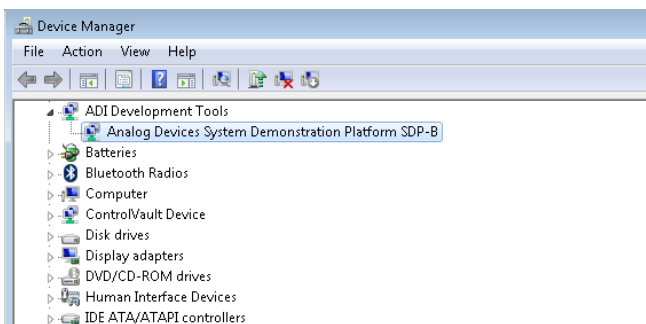 Device Manager
File Action View Help
ADI Development Tools
Analog Devices System Demonstration Platform SDP-B
Batteries
Bluetooth Radios
Computer
ControlVault Device
Disk drives
Display adapters
DVD/CD-ROM drives
Human Interface Devices
IDE ATA/ATAPI controllers